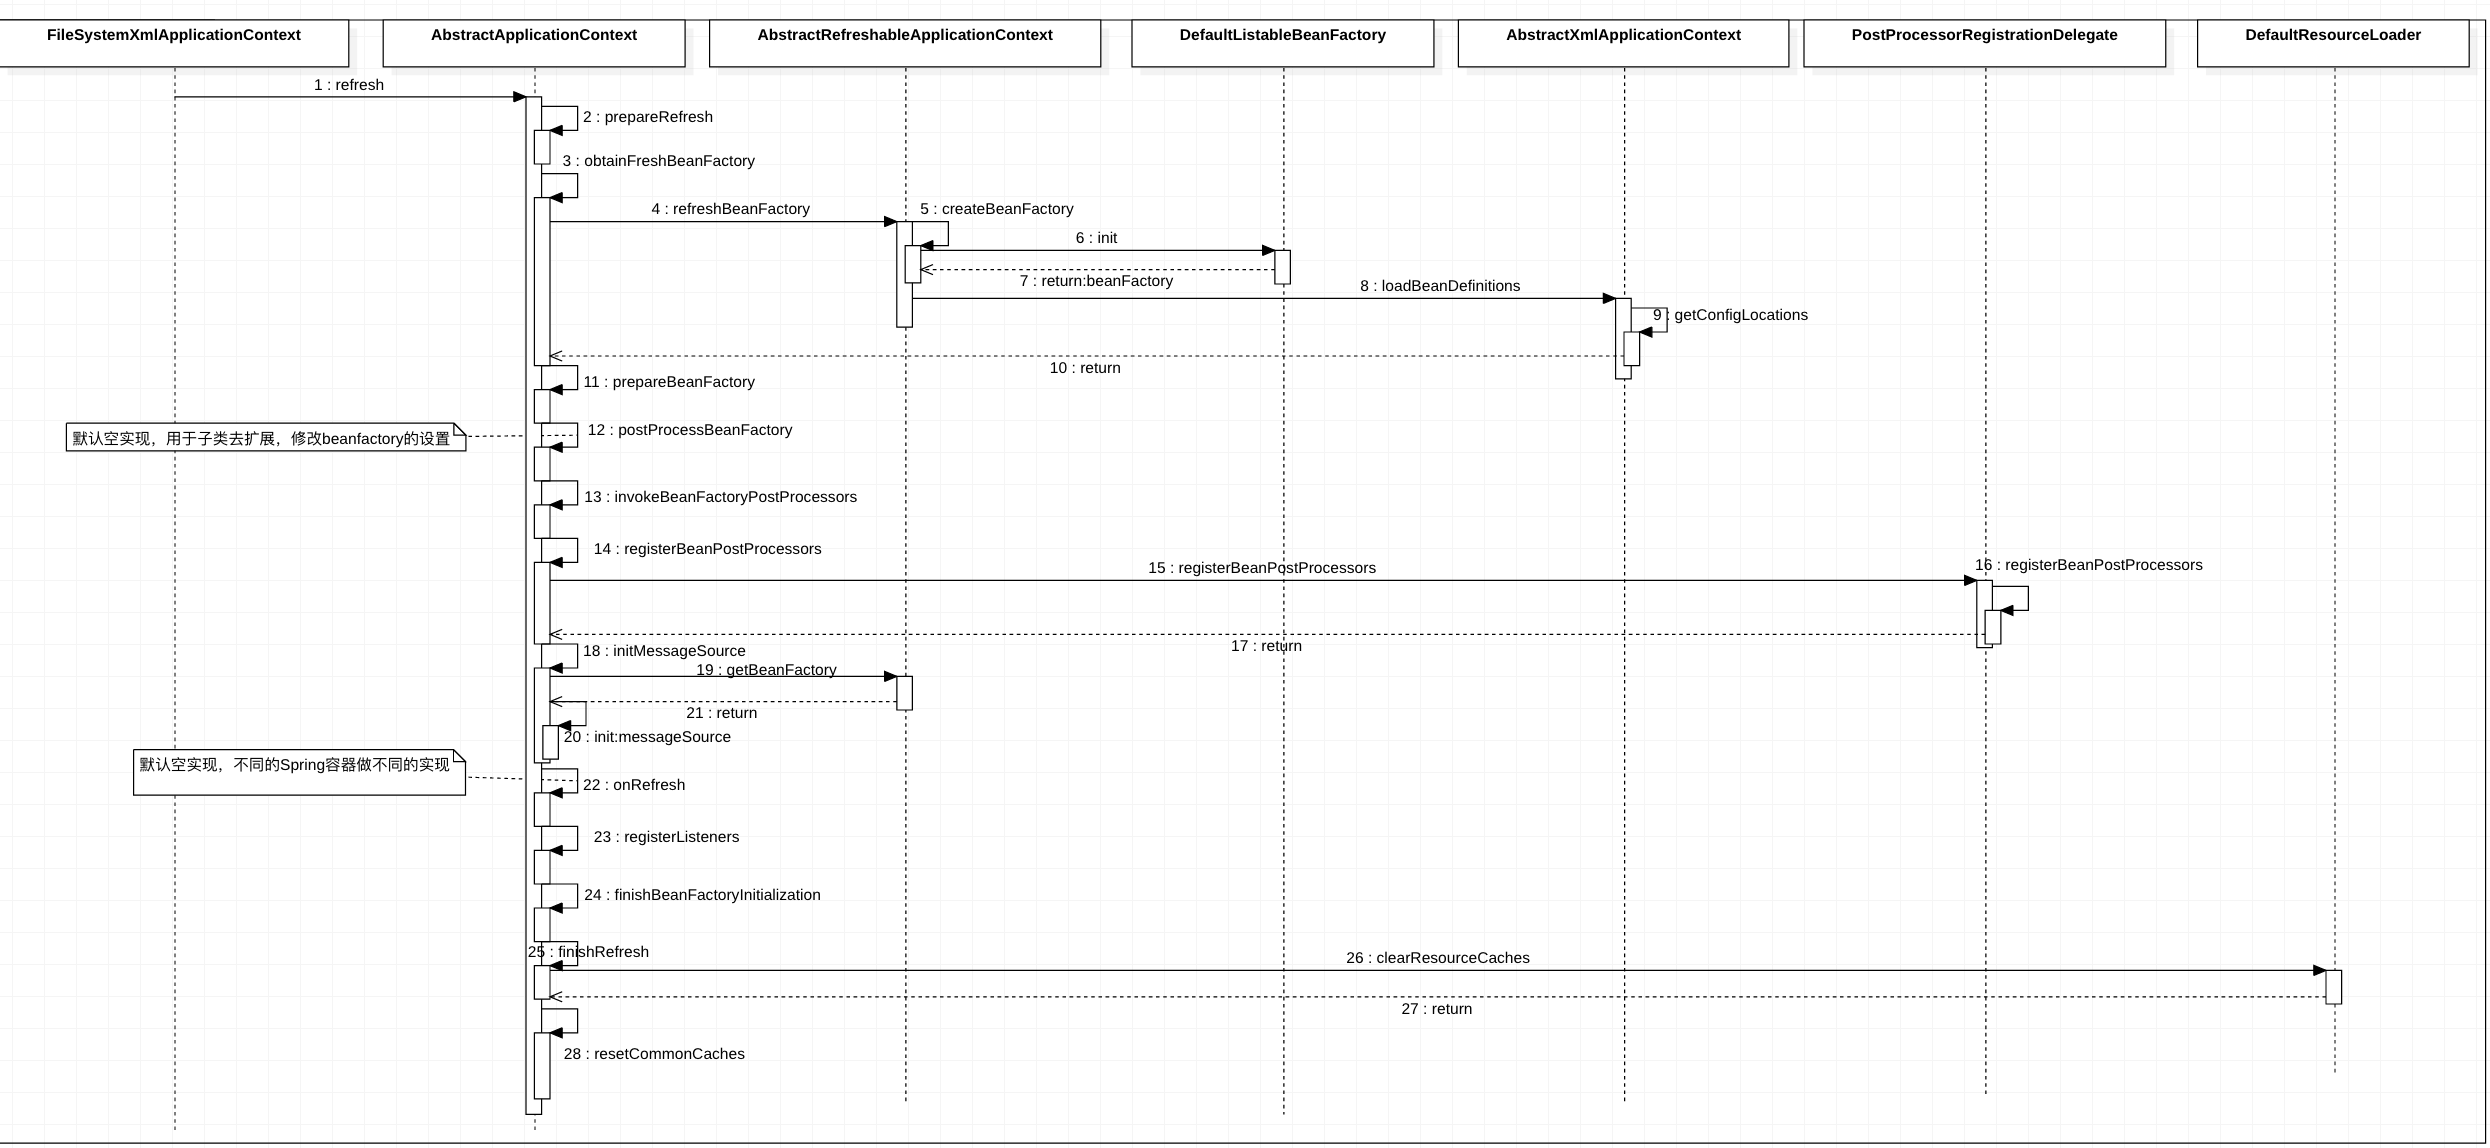 FileSystemXmlApplicationContext
AbstractApplicationContext
AbstractRefreshableApplicationContext
DefaultListableBeanFactory
AbstractXmlApplicationContext
PostProcessorRegistrationDelegate
DefaultResourceLoader
1 : refresh
2 : prepareRefresh
3 : obtainFreshBeanFactory
4 : refreshBeanFactory
5 : createBeanFactory
6 : init
7 : return:beanFactory
8 : loadBeanDefinitions
9 : getConfigLocations
10 : return
11 : prepareBeanFactory
默认空实现，用于子类去扩展，修改beanfactory的设置
12 : postProcessBeanFactory
13 : invokeBeanFactoryPostProcessors
14 : registerBeanPostProcessors
15 : registerBeanPostProcessors
16 : registerBeanPostProcessors
17 : return
18 : initMessageSource
19 : getBeanFactory
21 : return
20 : init:messageSource
默认空实现，不同的Spring容器做不同的实现
22 : onRefresh
23 : registerListeners
24 : finishBeanFactoryInitialization
25 : finishRefresh
26 : clearResourceCaches
27 : return
28 : resetCommonCaches